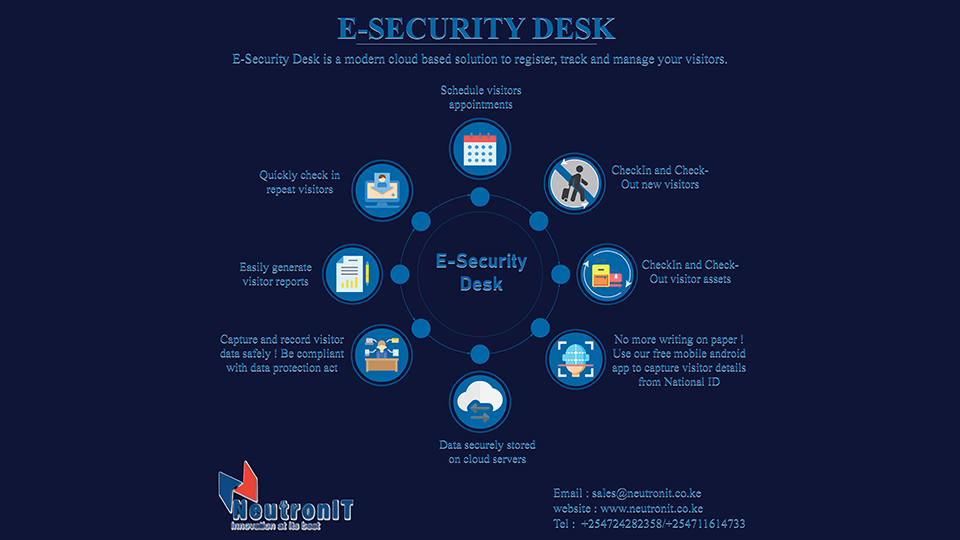 E-SECURITY DESK
E-Security Desk is a modern cloud based solution to register, track and manage your visitors.
Schedule visitors
appointments
CheckIn and Check-
Out new visitors
CheckIn and Check-
Out visitor assets
No more writing on paper !
Use our free mobile android
app to capture visitor details
from National ID
Data securely stored
on cloud servers
Capture and record visitor
data safely ! Be compliant
with data protection act
Easily generate
visitor reports
Quickly check in
repeat visitors
E-Security
Desk
NeutronIT
Innovation at its best
Email : sales@neutronit.co.ke
website : www.neutronit.co.ke
Tel : +254724282358/+254711614733